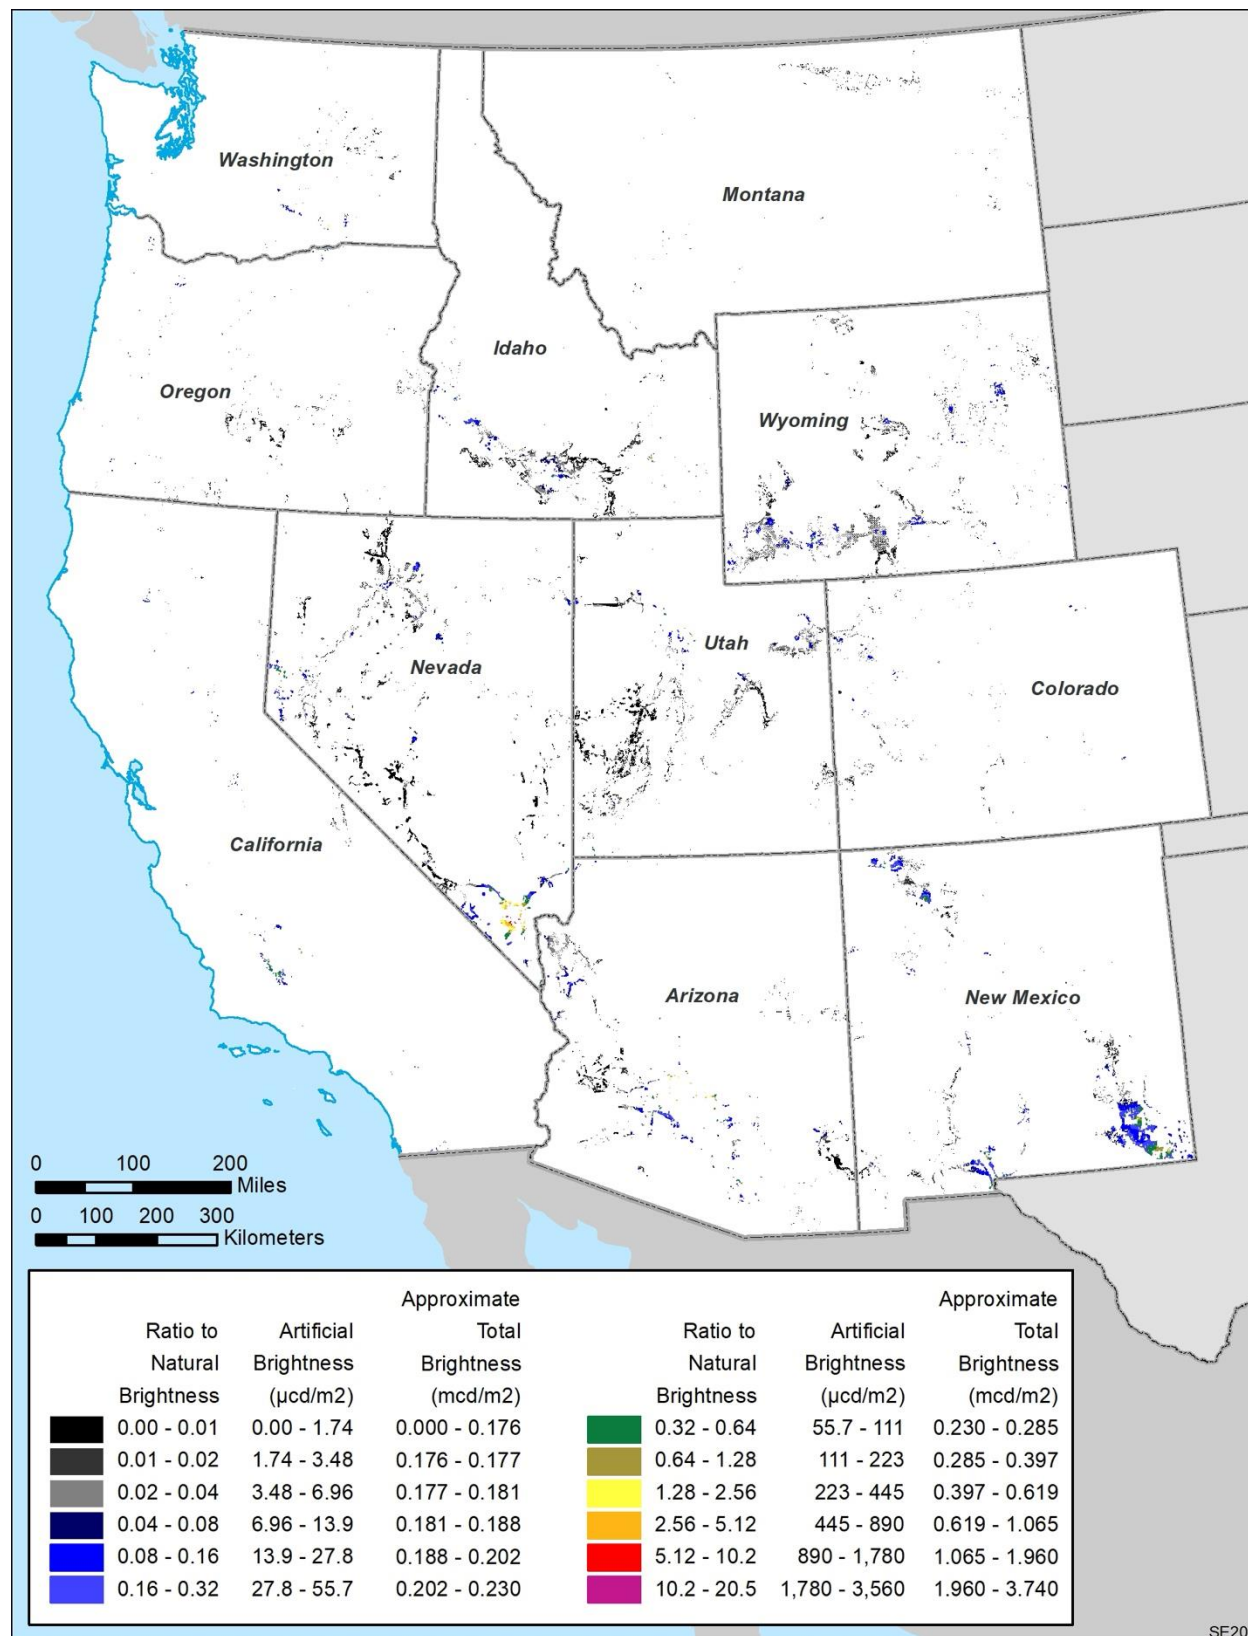 Washington
Montana
Idaho
Oregon
Wyoming
Nevada
Utah
Colorado
California
Arizona
New Mexico
0 100 200
Miles
0 100 200 300
Kilometers
Approximate Approximate
Ratio to Artificial Total Ratio to Artificial Total
Natural Brightness Brightness Natural Brightness Brightness
Brightness (µcd/m2) (mcd/m2) Brightness (µcd/m2) (mcd/m2)
0.00 - 0.01 0.00 - 1.74 0.000 - 0.176 0.32 - 0.64 55.7 - 111 0.230 - 0.285
0.01 - 0.02 1.74 - 3.48 0.176 - 0.177 0.64 - 1.28 111 - 223 0.285 - 0.397
0.02 - 0.04 3.48 - 6.96 0.177 - 0.181 1.28 - 2.56 223 - 445 0.397 - 0.619
0.04 - 0.08 6.96 - 13.9 0.181 - 0.188 2.56 - 5.12 445 - 890 0.619 - 1.065
0.08 - 0.16 13.9 - 27.8 0.188 - 0.202 5.12 - 10.2 890 - 1,780 1.065 - 1.960
0.16 - 0.32 27.8 - 55.7 0.202 - 0.230 10.2 - 20.5 1,780 - 3,560 1.960 - 3.740